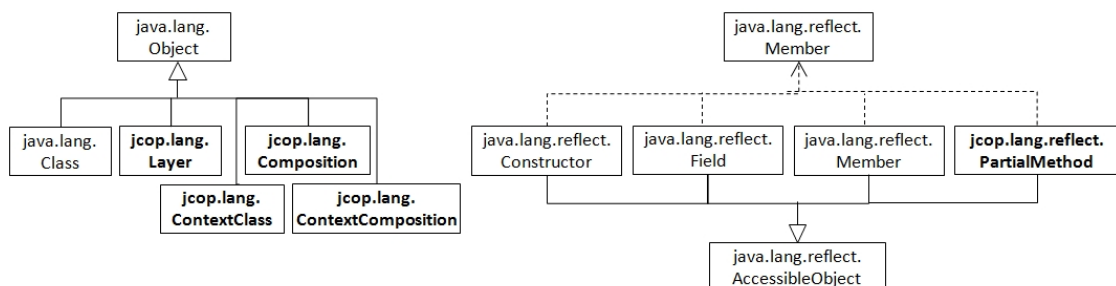 java.lang.
Object
java.lang.
Class
jcop.lang.
Layer
jcop.lang.
Composition
jcop.lang.
ContextClass
jcop.lang.
ContextComposition
java.lang.reflect.
Member
java.lang.reflect.
Constructor
java.lang.reflect.
Field
java.lang.reflect.
Member
jcop.lang.reflect.
PartialMethod
java.lang.reflect.
AccessibleObject